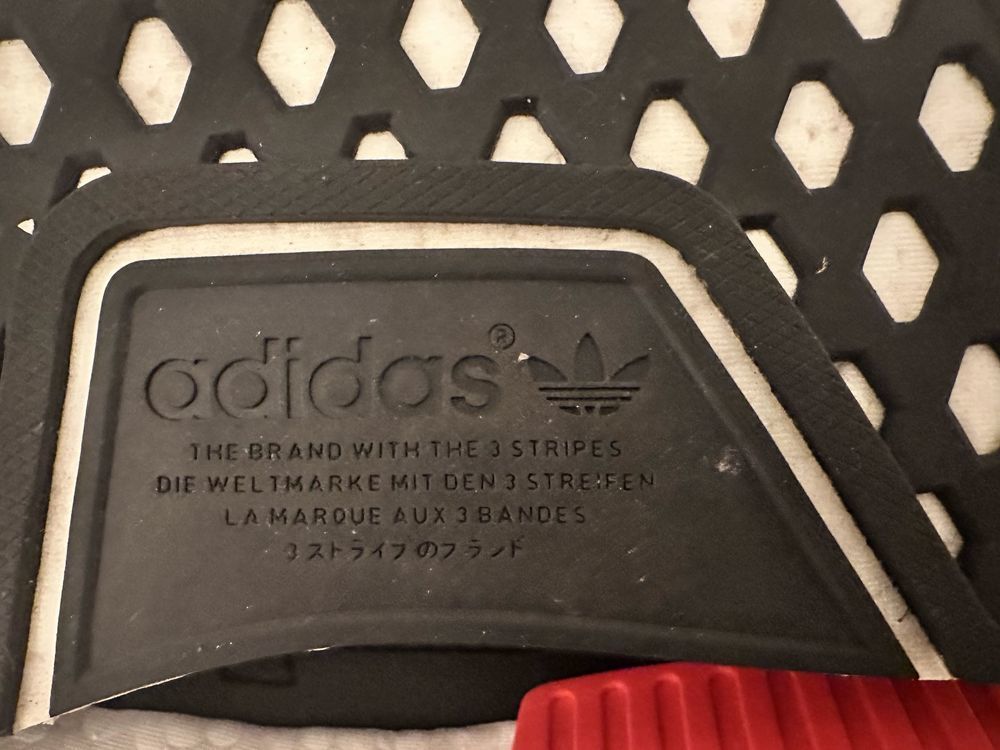 adidas®
THE BRAND WITH THE 3 STRIPES
DIE WELTMARKE MIT DEN 3 STREIFEN
LA MARQUE AUX 3 BANDES
3 ストライプのブランド